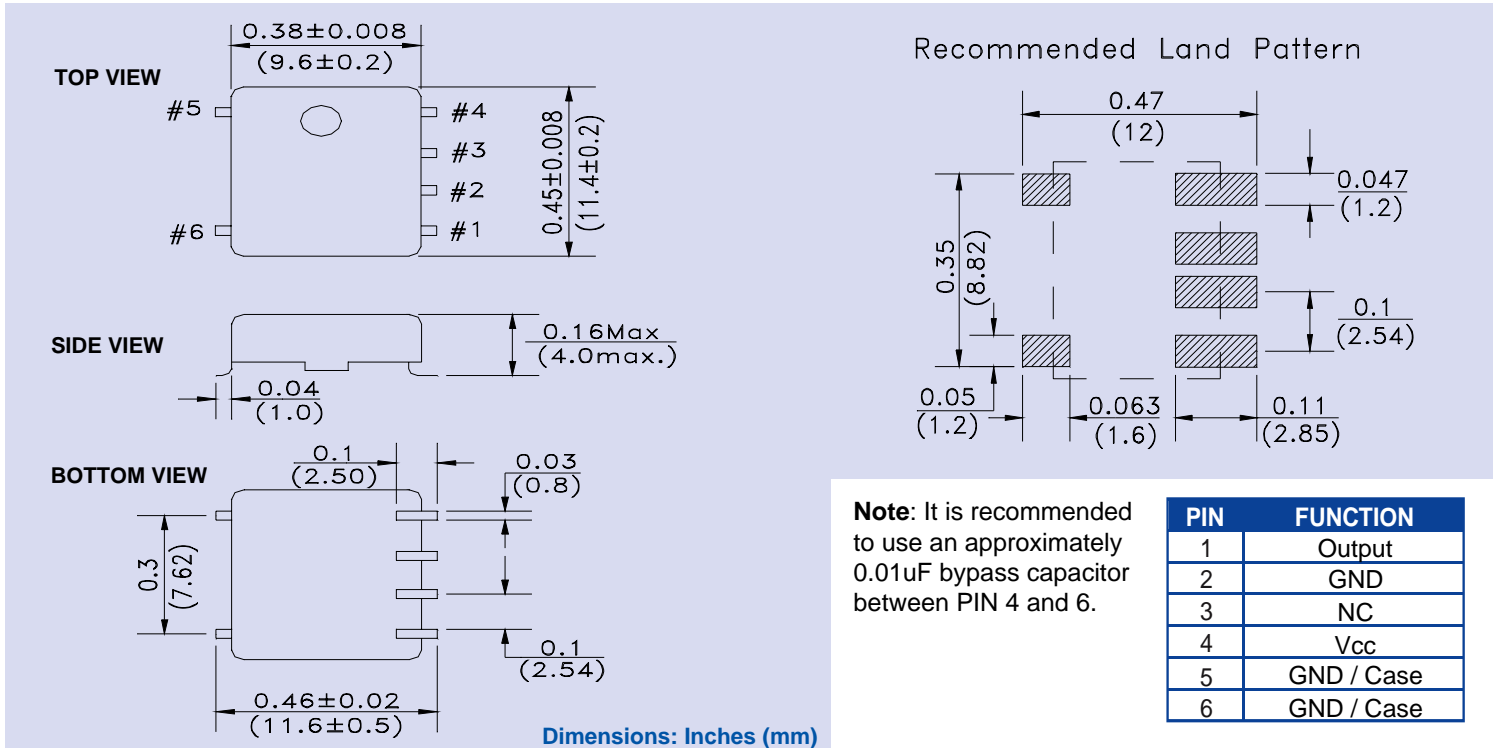 TOP VIEW
0.38±0.008
(9.6±0.2)
#5
#6
#4
#3
#2
#1
0.45±0.008
(11.4±0.2)
SIDE VIEW
0.16Max
(4.0max.)
0.04
(1.0)
BOTTOM VIEW
0.1
(2.50)
0.03
(0.8)
0.3
(7.62)
0.1
(2.54)
0.46±0.02
(11.6±0.5)
Dimensions: Inches (mm)
Recommended Land Pattern
0.47
(12)
0.047
(1.2)
0.35
(8.82)
0.1
(2.54)
0.05
(1.2)
0.063
(1.6)
0.11
(2.85)
Note: It is recommended
to use an approximately
0.01uF bypass capacitor
between PIN 4 and 6.
PIN FUNCTION
1 Output
2 GND
3 NC
4 Vcc
5 GND / Case
6 GND / Case